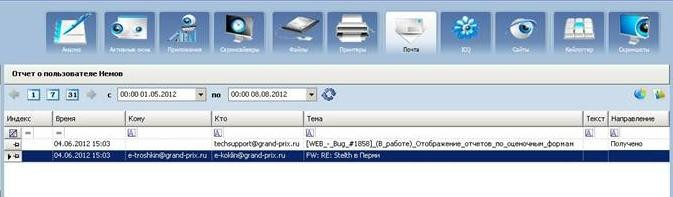 Анализ Активные окна Приложения Скринсейверы Файлы Принтеры Почта ICQ Сайты Кейлоггер Скриншоты
Отчет о пользователе Немов
1 7 31 с 00:00 01.05.2012 по 00:00 08.08.2012
Индекс Время Кому Кто Тема Текст Направление
= = A A A A
04.06.2012 15:03 techsupport@grand-prix.ru [WEB_-_Bug_#1858]_(В_работе)_Отображение_отчетов_по_оценочным_формам Получено
04.06.2012 15:03 e-troshkin@grand-prix.ru e-koklin@grand-prix.ru FW: RE: Stelth в Перми